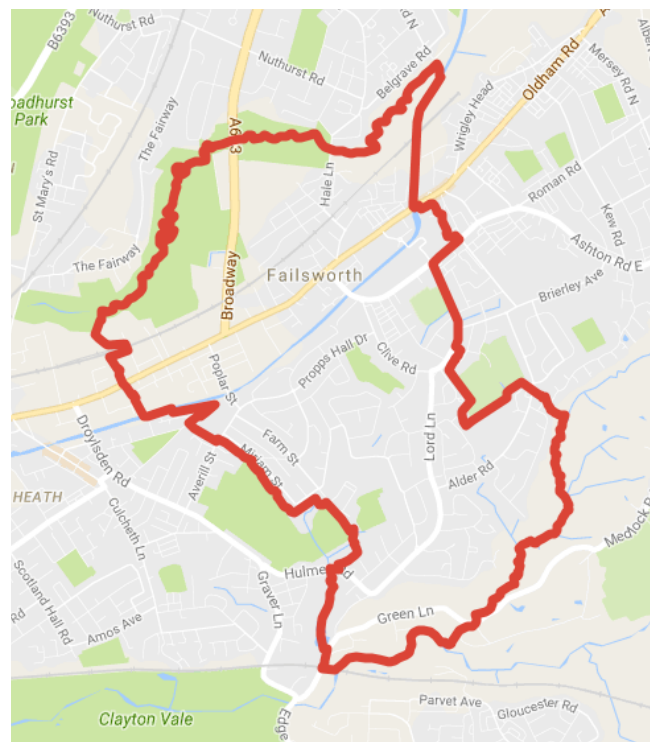 Nuthurst Rd
Rd N
B6393
Nuthurst Rd
Belgrave Rd
Oldham Rd
Mersey Rd N
oadhurst
Park
The Fairway
A663
Wrigley Head
St Mary's Rd
Hale Ln
Roman Rd
Kew Rd
The Fairway
Ashton Rd E
Failsworth
Broadway
Brierley Ave
Propps Hall Dr
Clive Rd
Poplar St
Droylsden Rd
Farm St
Lord Ln
Miriam St
Averill St
Alder Rd
HEATH
Culcheth Ln
Medlock R
Scotland Hall Rd
Hulme Rd
Graver Ln
Green Ln
Rd
Amos Ave
Parvet Ave
Gloucester Rd
Clayton Vale
Edge